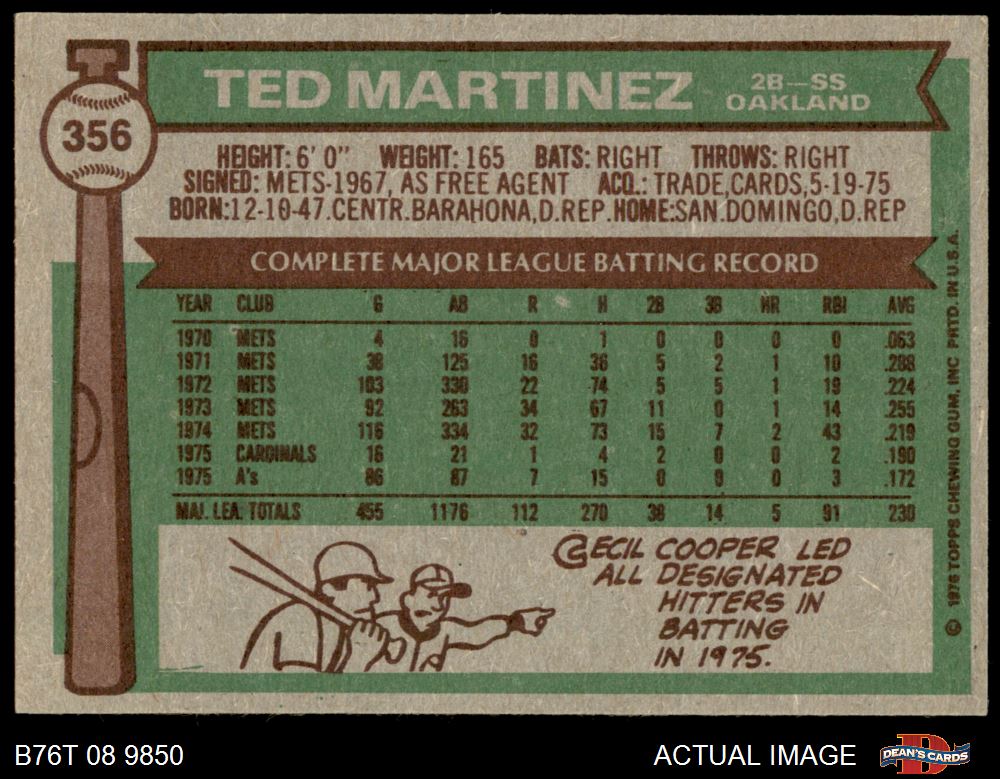 TED MARTINEZ
2B—SS
OAKLAND
356
HEIGHT: 6' 0" WEIGHT: 165 BATS: RIGHT THROWS: RIGHT
SIGNED: METS-1967, AS FREE AGENT ACQ.: TRADE,CARDS,5-19-75
BORN:12-10-47.CENTR.BARAHONA,D.REP.HOME:SAN.DOMINGO,D.REP
COMPLETE MAJOR LEAGUE BATTING RECORD
YEAR CLUB G AB R H 2B 3B HR RBI AVG
1970 METS 4 16 0 1 0 0 0 0 .063
1971 METS 38 125 16 36 5 2 1 10 .288
1972 METS 103 330 22 74 5 5 1 19 .224
1973 METS 92 263 34 67 11 0 1 14 .255
1974 METS 116 334 32 73 15 7 2 43 .219
1975 CARDINALS 16 21 1 4 2 0 0 2 .190
1975 A's 86 87 7 15 0 0 0 3 .172
MAJ. LEA. TOTALS 455 1176 112 270 38 14 5 91 230
CECIL COOPER LED
ALL DESIGNATED
HITTERS IN
BATTING
IN 1975.
© 1976 TOPPS CHEWING GUM, INC PRTD. IN U.S.A.
B76T 08 9850
ACTUAL IMAGE
D
DEAN'S CARDS